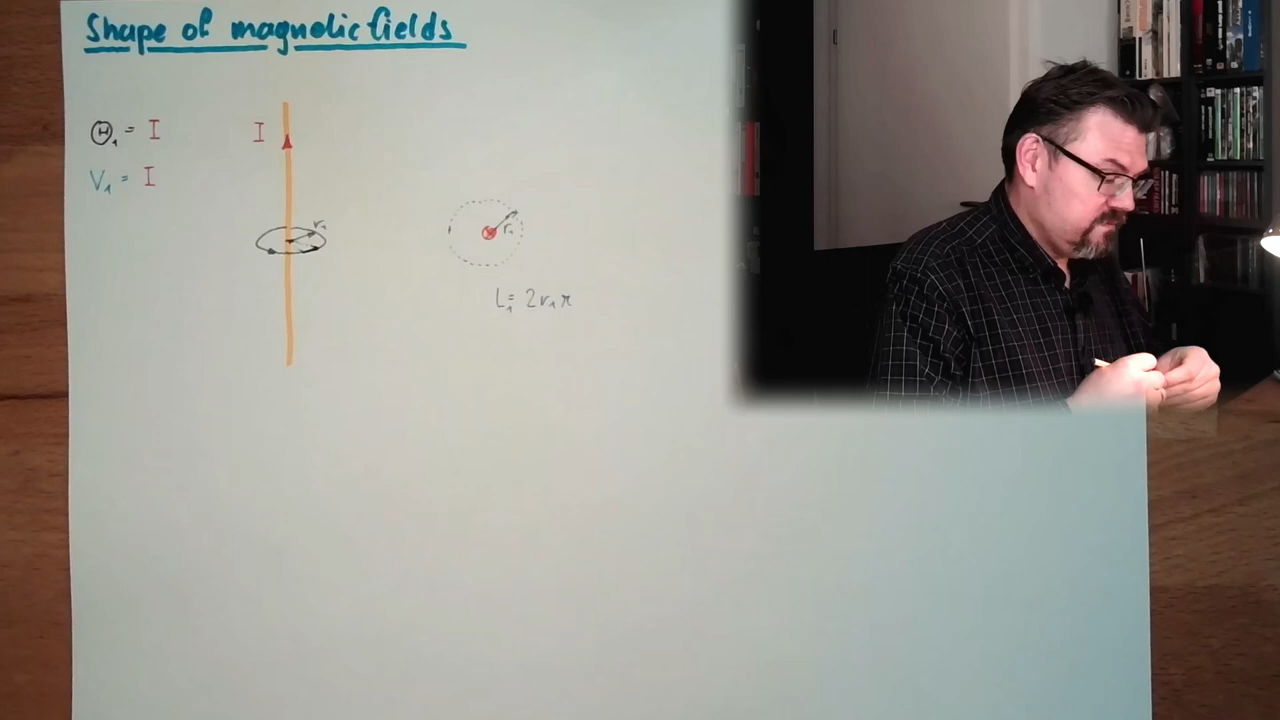 Shape of magnetic fields
Θ₁ = I
I
V₁ = I
r₁
r₁
L₁ = 2r₁π